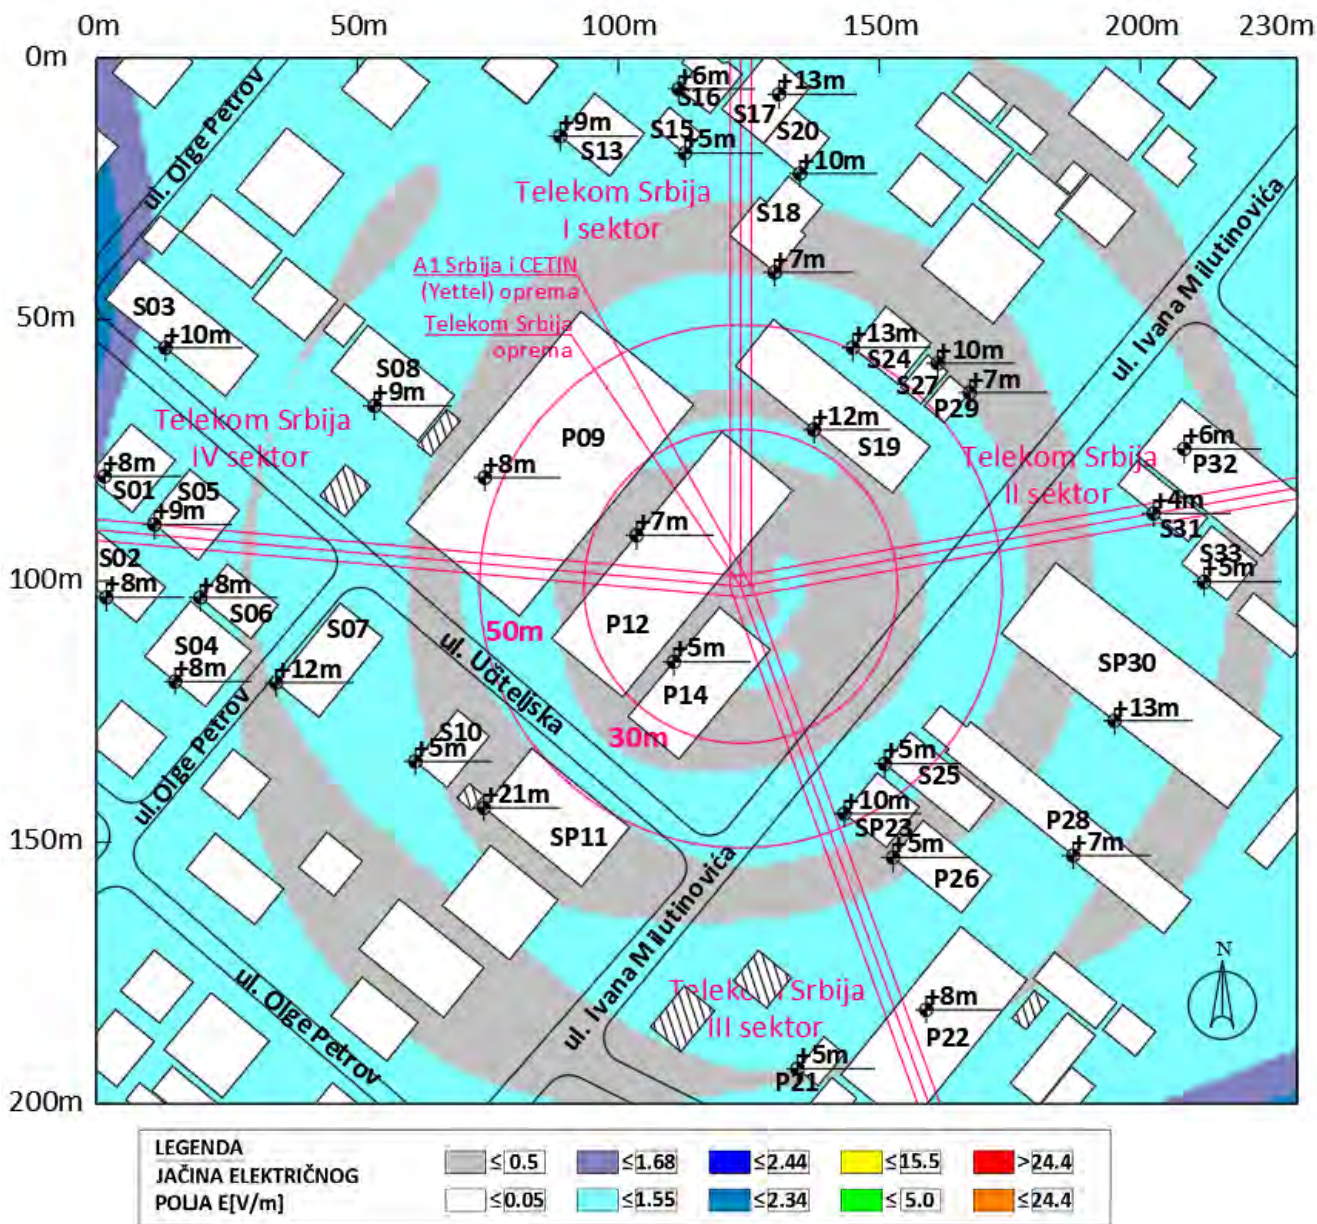 0m 50m 100m 150m 200m 230m
0m
50m
100m
150m
200m
ul. Olge Petrov
+6m
S16
+13m
S17
+9m
S13
S15
+5m
S20
+10m
Telekom Srbija
I sektor
S18
+7m
A1 Srbija i CETIN
(Yettel) oprema
Telekom Srbija
oprema
ul. Ivana Milutinovića
S03
+10m
S08
+9m
+13m
S24
+10m
S27
+7m
P29
P09
+8m
+12m
S19
Telekom Srbija
IV sektor
+8m
S01
S05
+9m
Telekom Srbija
II sektor
+6m
P32
+4m
S31
S33
+5m
S02
+8m
+8m
S06
S04
+8m
S07
+12m
+7m
P12
+5m
P14
50m
30m
ul. Učiteljska
SP30
+13m
ul. Olge Petrov
S10
+5m
+21m
SP11
+5m
S25
+10m
SP23
+5m
P26
P28
+7m
ul. Ivana Milutinovića
ul. Olge Petrov
Telekom Srbija
III sektor
+5m
P21
+8m
P22
N
LEGENDA
JAČINA ELEKTRIČNOG
POLJA E[V/m]
≤0.5 ≤1.68 ≤2.44 ≤15.5 >24.4
≤0.05 ≤1.55 ≤2.34 ≤5.0 ≤24.4